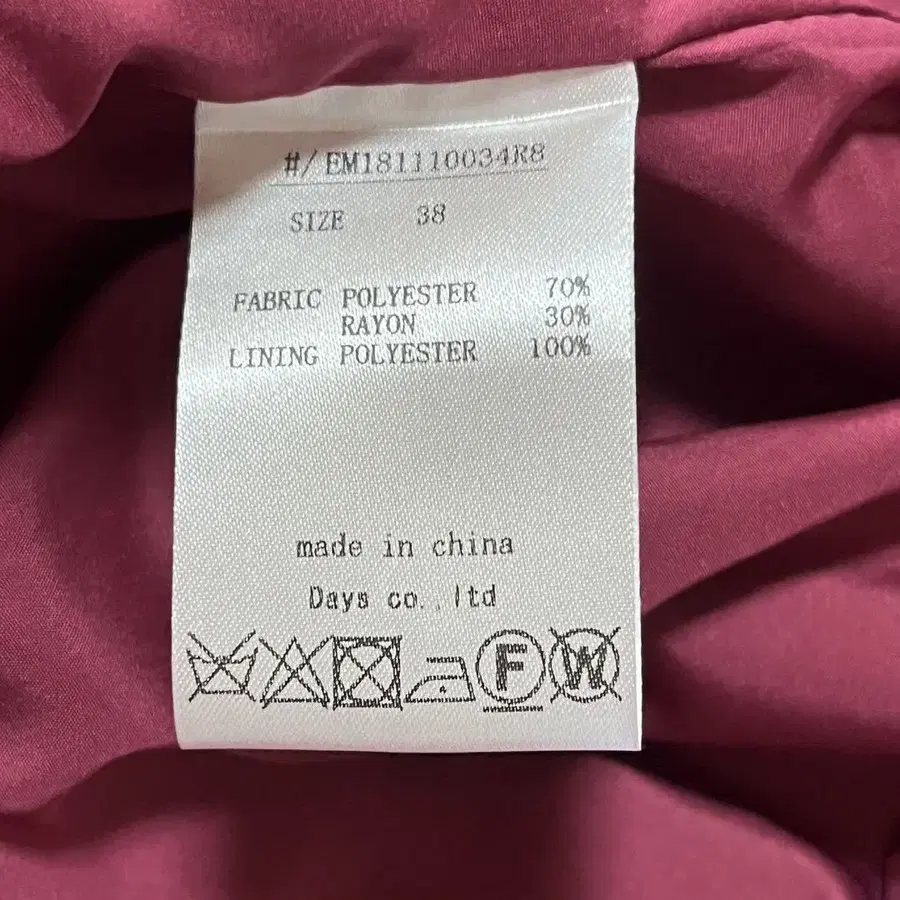 #/EM181110034R8
SIZE 38
FABRIC POLYESTER 70%
RAYON 30%
LINING POLYESTER 100%
made in china
Days co.,ltd
F W